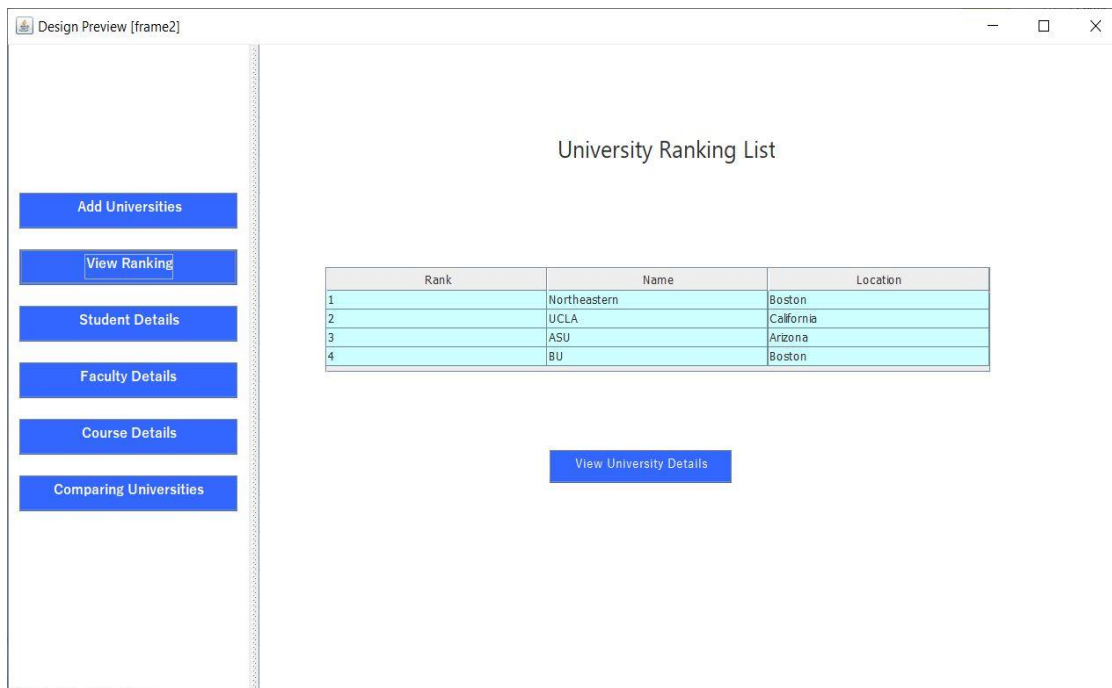 Design Preview [frame2]
University Ranking List
Add Universities
View Ranking
Student Details
Faculty Details
Course Details
Comparing Universities
Rank Name Location
1 Northeastern Boston
2 UCLA California
3 ASU Arizona
4 BU Boston
View University Details